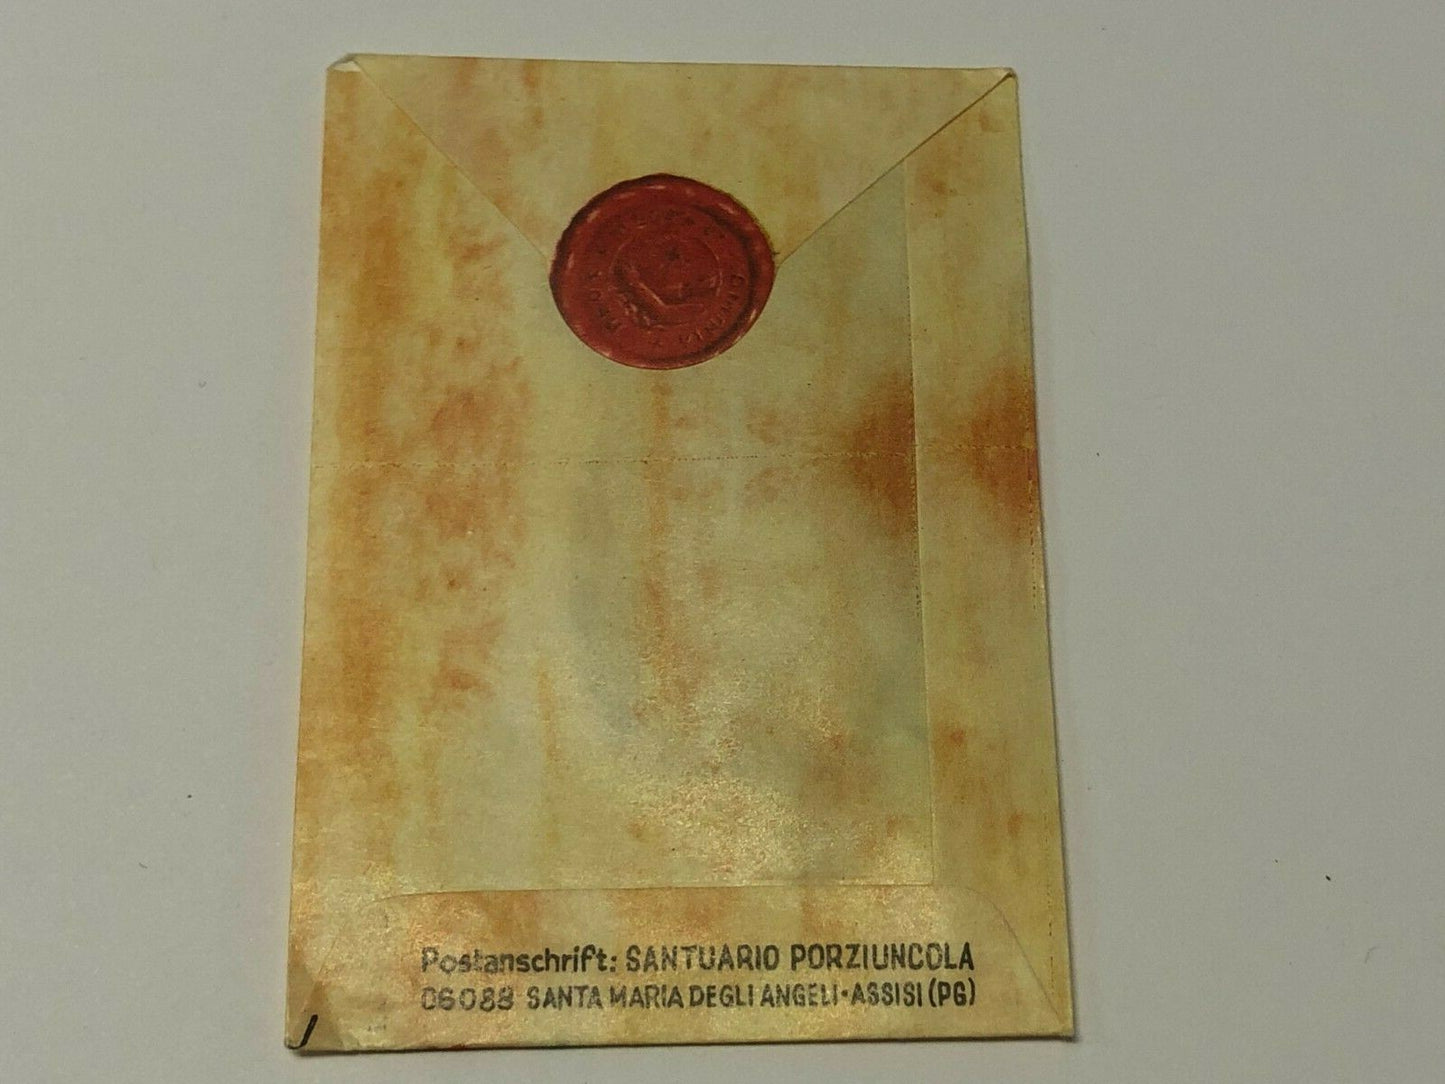 Postanschrift: SANTUARIO PORZIUNCOLA
06088 SANTA MARIA DEGLI ANGELI·ASSISI (PG)